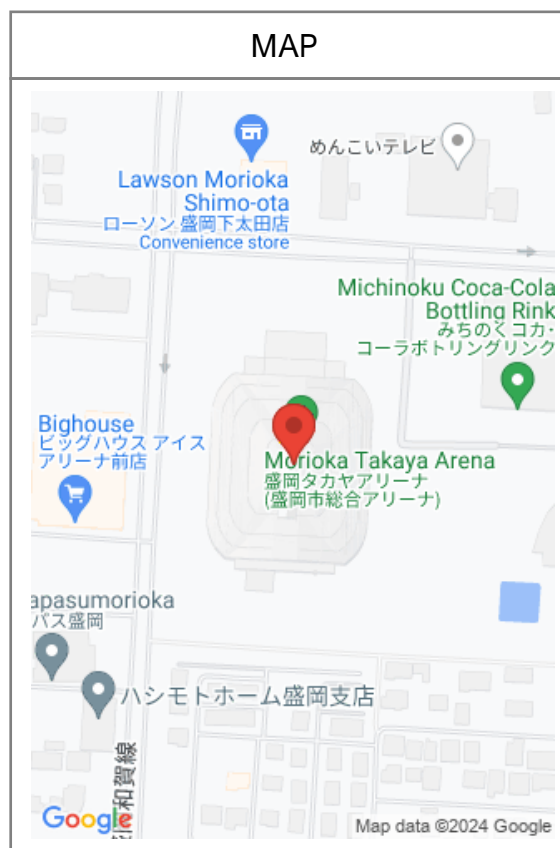 MAP
めんこいテレビ
Lawson Morioka
Shimo-ota
ローソン 盛岡下太田店
Convenience store
Michinoku Coca-Cola
Bottling Rink
みちのくコカ・
コーラボトリングリンク
Bighouse
ビッグハウス アイス
アリーナ前店
Morioka Takaya Arena
盛岡タカヤアリーナ
(盛岡市総合アリーナ)
apasumorioka
パス盛岡
ハシモトホーム盛岡支店
和賀線
Google
Map data ©2024 Google